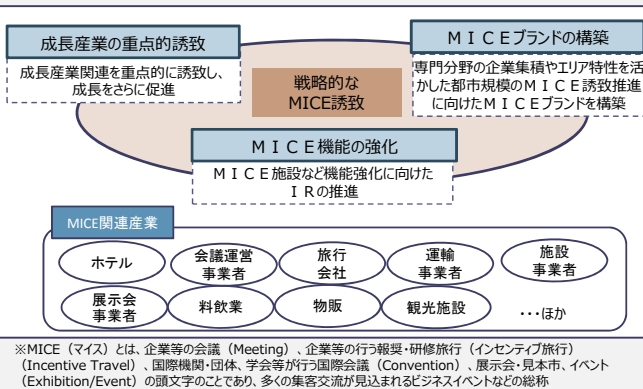 成長産業の重点的誘致
成長産業関連を重点的に誘致し、
成長をさらに促進
ＭＩＣＥブランドの構築
専門分野の企業集積やエリア特性を活
かした都市規模のＭＩＣＥ誘致推進
に向けたＭＩＣＥブランドを構築
戦略的な
MICE誘致
ＭＩＣＥ機能の強化
ＭＩＣＥ施設など機能強化に向けた
ＩＲの推進
MICE関連産業
ホテル
会議運営
事業者
旅行
会社
運輸
事業者
施設
事業者
展示会
事業者
料飲業
物販
観光施設
・・・ほか
※MICE（マイス）とは、企業等の会議（Meeting）、企業等の行う報奨・研修旅行（インセンティブ旅行）
（Incentive Travel）、国際機関・団体、学会等が行う国際会議（Convention）、展示会・見本市、イベント
（Exhibition/Event）の頭文字のことであり、多くの集客交流が見込まれるビジネスイベントなどの総称